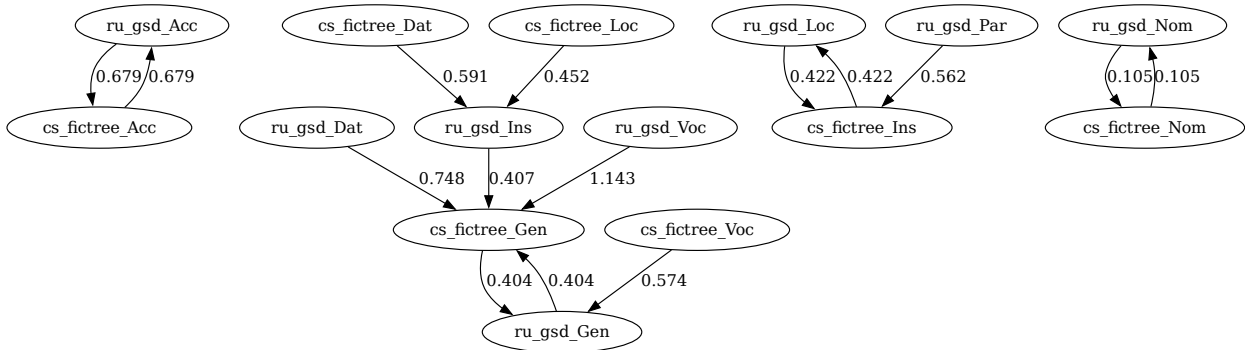 ru_gsd_Acc
cs_fictree_Dat
cs_fictree_Loc
ru_gsd_Loc
ru_gsd_Par
ru_gsd_Nom
0.679
0.679
0.591
0.452
0.422
0.422
0.562
0.105
0.105
cs_fictree_Acc
ru_gsd_Dat
ru_gsd_Ins
ru_gsd_Voc
cs_fictree_Ins
cs_fictree_Nom
0.748
0.407
1.143
cs_fictree_Gen
cs_fictree_Voc
0.404
0.404
0.574
ru_gsd_Gen